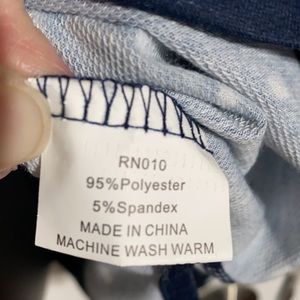 RN010
95%Polyester
5%Spandex
MADE IN CHINA
MACHINE WASH WARM